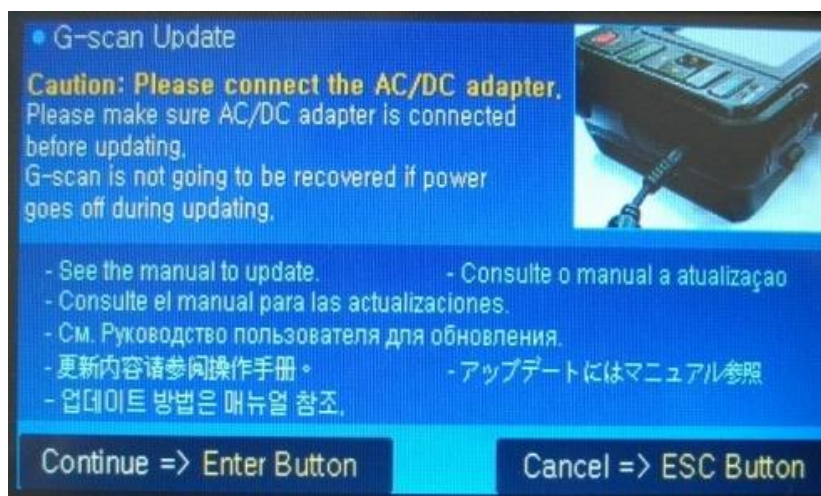 G-scan Update
Caution: Please connect the AC/DC adapter.
Please make sure AC/DC adapter is connected
before updating.
G-scan is not going to be recovered if power
goes off during updating.
- See the manual to update.
- Consulte o manual a atualizaçao
- Consulte el manual para las actualizaciones.
- См. Руководство пользователя для обновления.
- 更新内容请参阅操作手册。
- アップデートにはマニュアル参照
- 업데이트 방법은 매뉴얼 참조.
Continue => Enter Button
Cancel => ESC Button